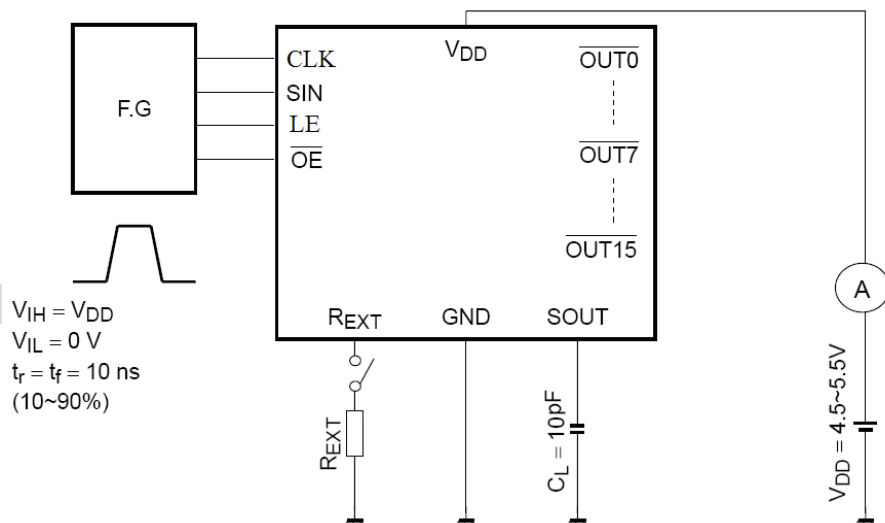 F.G
CLK
SIN
LE
OE
VDD
OUT0
OUT7
OUT15
REXT
GND
SOUT
A
VIH = VDD
VIL = 0 V
tr = tf = 10 ns
(10~90%)
REXT
CL = 10pF
VDD = 4.5~5.5V